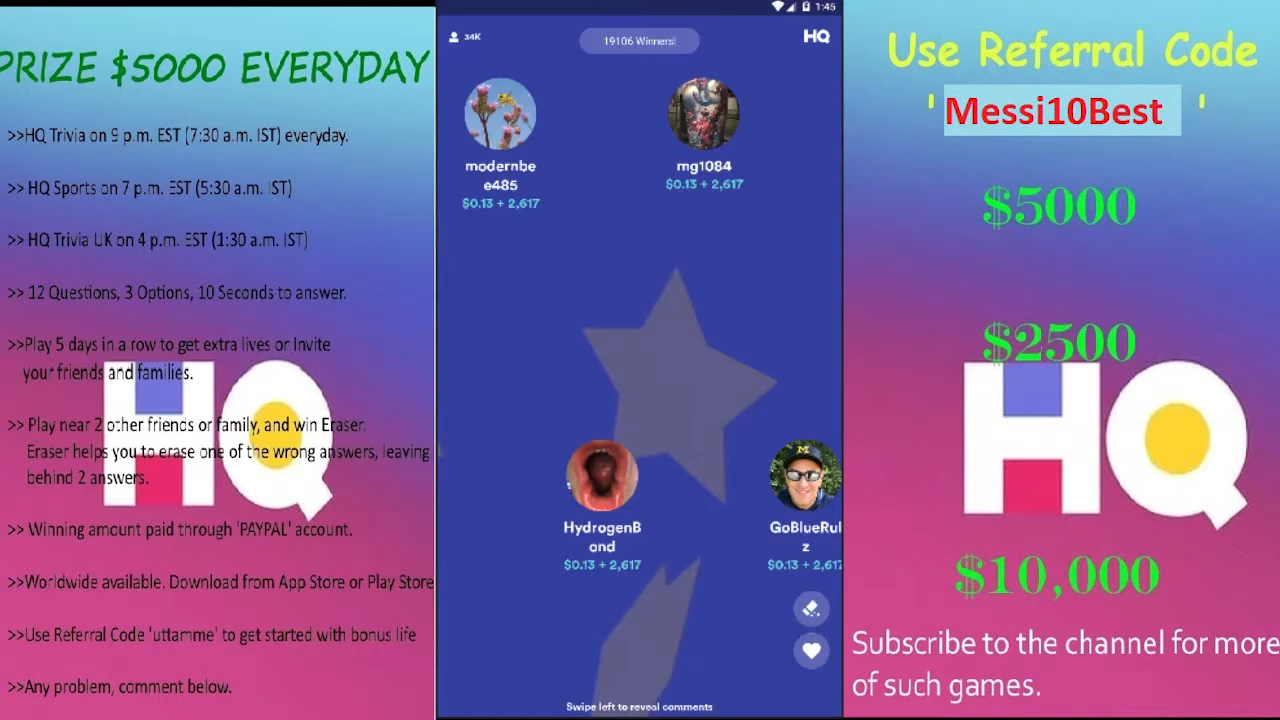 PRIZE $5000 EVERYDAY
>>HQ Trivia on 9 p.m. EST (7:30 a.m. IST) everyday.
>> HQ Sports on 7 p.m. EST (5:30 a.m. IST)
>> HQ Trivia UK on 4 p.m. EST (1:30 a.m. IST)
>> 12 Questions, 3 Options, 10 Seconds to answer.
>>Play 5 days in a row to get extra lives or Invite
your friends and families.
>> Play near 2 other friends or family, and win Eraser.
Eraser helps you to erase one of the wrong answers, leaving
behind 2 answers.
>> Winning amount paid through 'PAYPAL' account.
>>Worldwide available. Download from App Store or Play Store
>>Use Referral Code 'uttamme' to get started with bonus life
>>Any problem, comment below.
HQ
1:45
34K
19106 Winners!
HQ
modernbe
e485
$0.13 + 2,617
mg1084
$0.13 + 2,617
M
HydrogenB
ond
$0.13 + 2,617
GoBlueRul
z
$0.13 + 2,617
Swipe left to reveal comments
Use Referral Code
' Messi10Best '
$5000
$2500
HQ
$10,000
Subscribe to the channel for more
of such games.